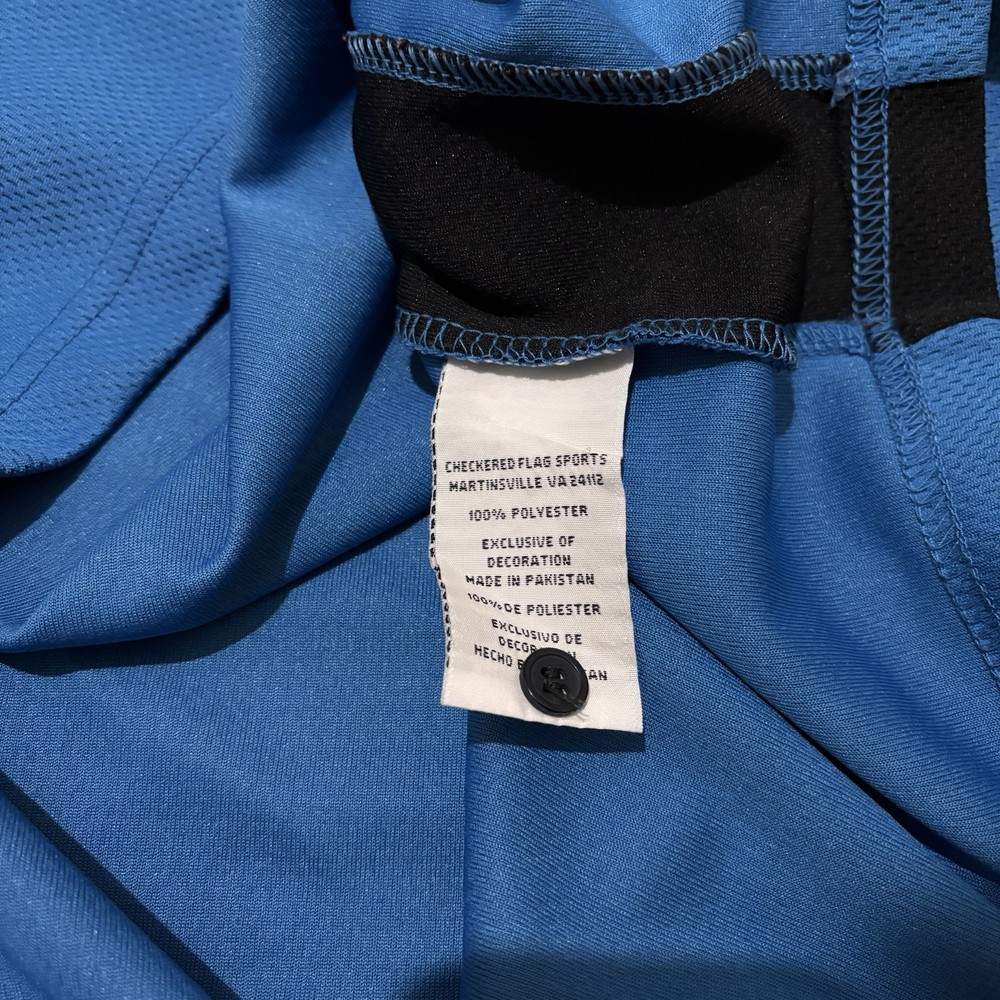 CHECKERED FLAG SPORTS
MARTINSVILLE VA 24112
100% POLYESTER
EXCLUSIVE OF
DECORATION
MADE IN PAKISTAN
100% DE POLIESTER
EXCLUSIVO DE
HECHO